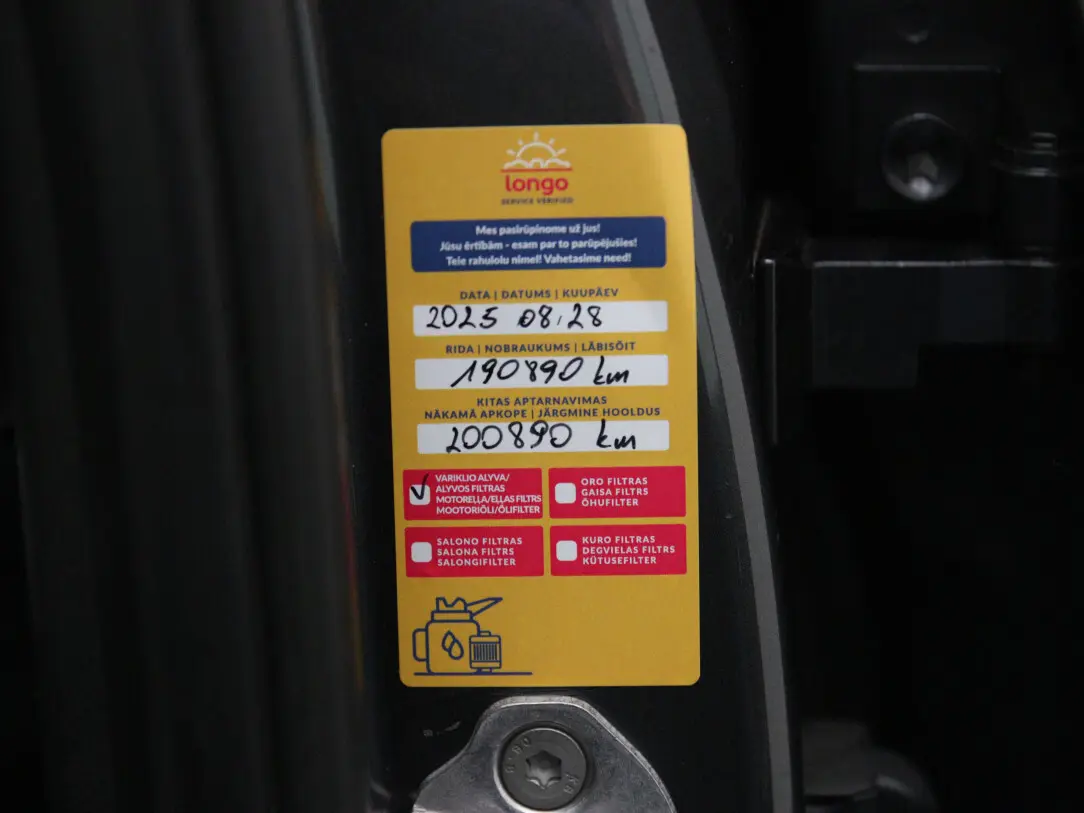 longo
SERVICE VERIFIED
Mes pasirūpinome už jus!
Jūsu ērtībām - esam par to parūpējušies!
Teie rahulolu nimel! Vahetasime need!
DATA | DATUMS | KUUPÄEV
2025 08.28
RIDA | NOBRAUKUMS | LÄBISÕIT
190890 km
KITAS APTARNAVIMAS
NĀKAMĀ APKOPE | JÄRGMINE HOOLDUS
200890 km
VARIKLIO ALYVA/
ALYVOS FILTRAS
MOTOREĻĻA/EĻĻAS FILTRS
MOOTORIÕLI/ÕLIFILTER
ORO FILTRAS
GAISA FILTRS
ÕHUFILTER
SALONO FILTRAS
SALONA FILTRS
SALONGIFILTER
KURO FILTRAS
DEGVIELAS FILTRS
KÜTUSEFILTER